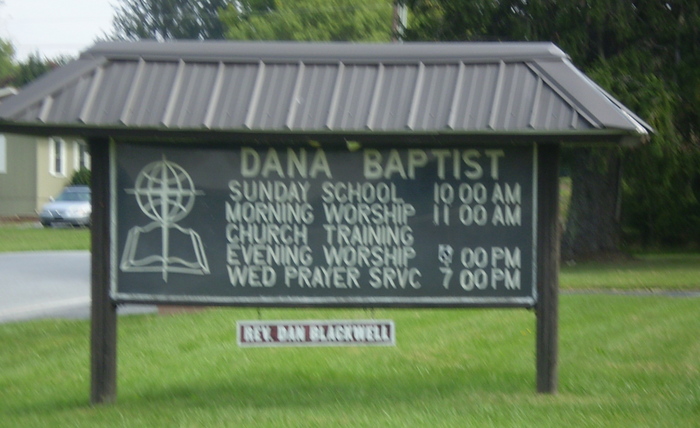 DANA BAPTIST
SUNDAY SCHOOL 10 00 AM
MORNING WORSHIP 11 00 AM
CHURCH TRAINING
EVENING WORSHIP 00 PM
WED PRAYER SRVC 7 00 PM
REV. DAN BLACKWELL